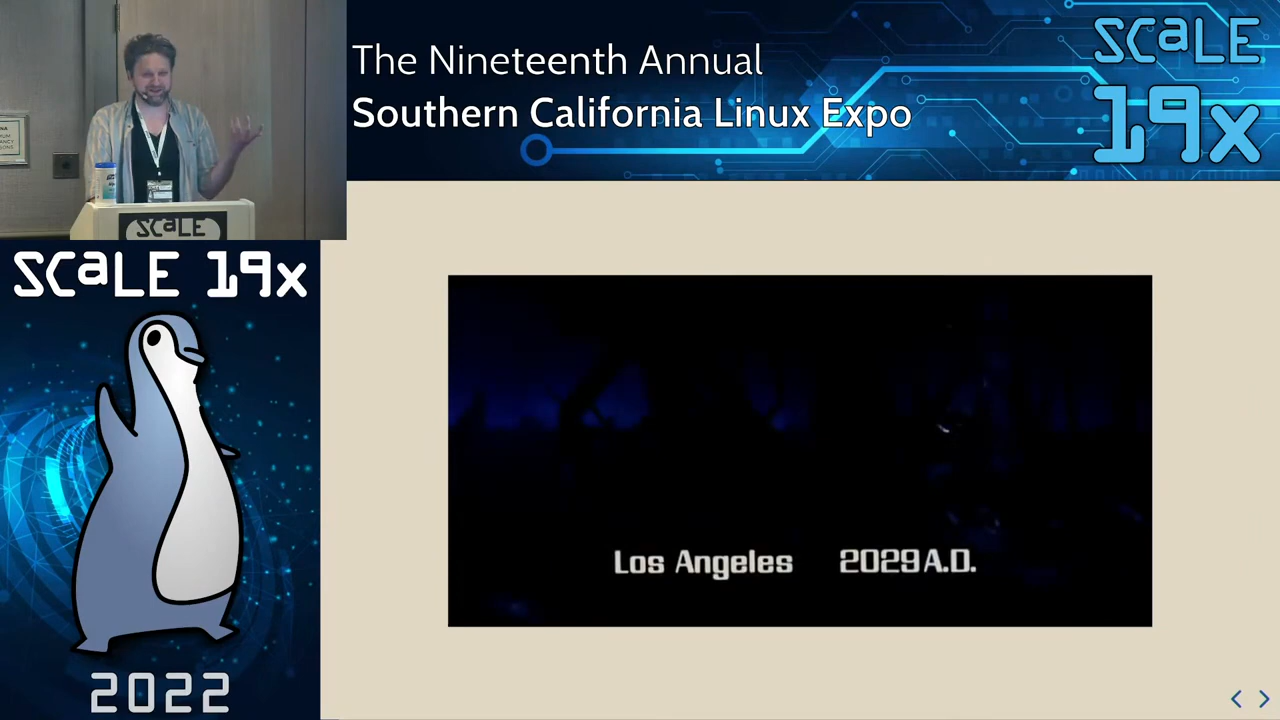 The Nineteenth Annual
Southern California Linux Expo
SCaLE
19x
SCALE
SCaLE 19x
Los Angeles 2029 A.D.
2022